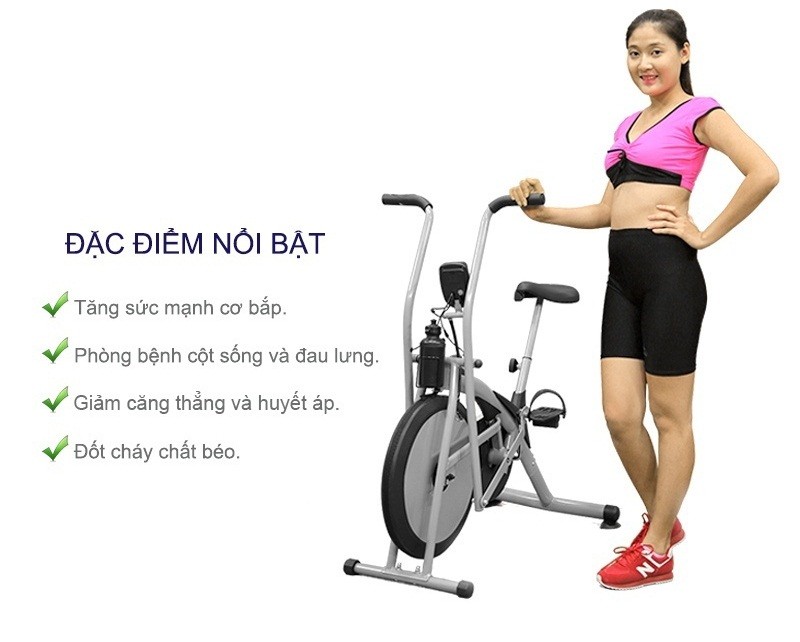 ĐẶC ĐIỂM NỔI BẬT
Tăng sức mạnh cơ bắp.
Phòng bệnh cột sống và đau lưng.
Giảm căng thẳng và huyết áp.
Đốt cháy chất béo.
N